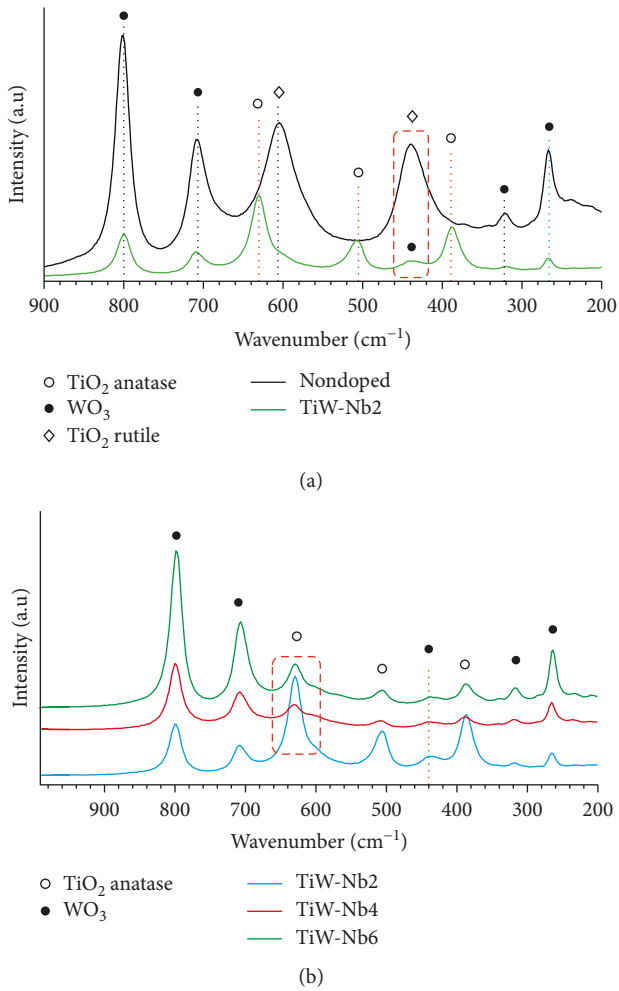 Intensity (a.u)
900 800 700 600 500 400 300 200
Wavenumber (cm⁻¹)
TiO₂ anatase
WO₃
TiO₂ rutile
Nondoped
TiW-Nb2
(a)
Intensity (a.u)
900 800 700 600 500 400 300 200
Wavenumber (cm⁻¹)
TiO₂ anatase
WO₃
TiW-Nb2
TiW-Nb4
TiW-Nb6
(b)